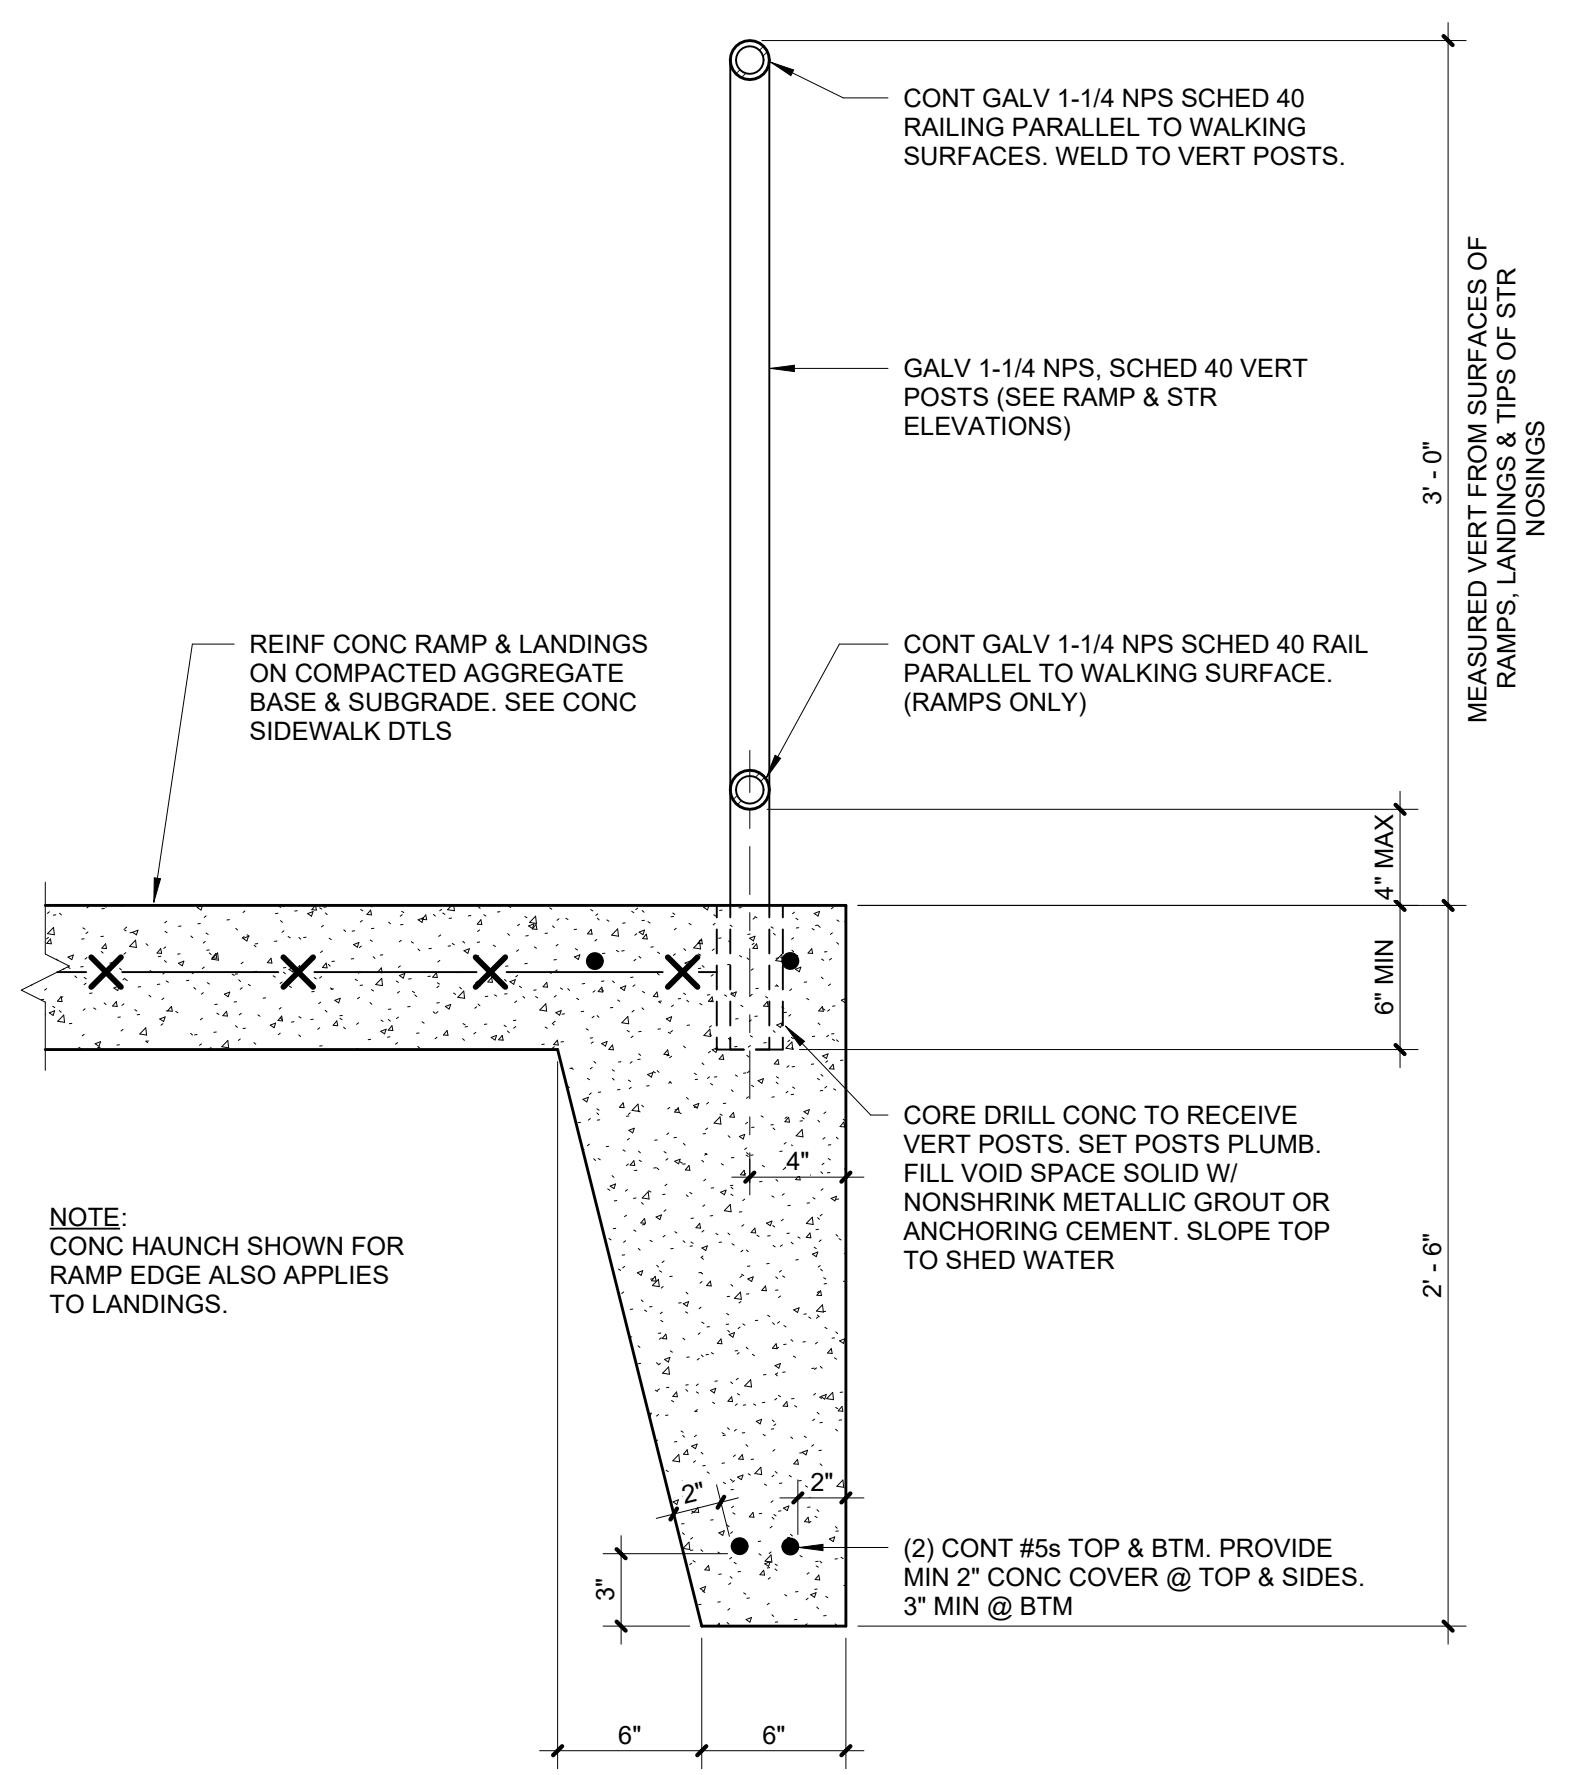 CONT GALV 1-1/4 NPS SCHED 40
RAILING PARALLEL TO WALKING
SURFACES. WELD TO VERT POSTS.
GALV 1-1/4 NPS, SCHED 40 VERT
POSTS (SEE RAMP & STR
ELEVATIONS)
3' - 0"
MEASURED VERT FROM SURFACES OF
RAMPS, LANDINGS & TIPS OF STR
NOSINGS
REINF CONC RAMP & LANDINGS
ON COMPACTED AGGREGATE
BASE & SUBGRADE. SEE CONC
SIDEWALK DTLS
CONT GALV 1-1/4 NPS SCHED 40 RAIL
PARALLEL TO WALKING SURFACE.
(RAMPS ONLY)
4" MAX
6" MIN
CORE DRILL CONC TO RECEIVE
VERT POSTS. SET POSTS PLUMB.
FILL VOID SPACE SOLID W/
NONSHRINK METALLIC GROUT OR
ANCHORING CEMENT. SLOPE TOP
TO SHED WATER
4"
NOTE:
CONC HAUNCH SHOWN FOR
RAMP EDGE ALSO APPLIES
TO LANDINGS.
2' - 6"
2"
2"
3"
(2) CONT #5s TOP & BTM. PROVIDE
MIN 2" CONC COVER @ TOP & SIDES.
3" MIN @ BTM
6"
6"